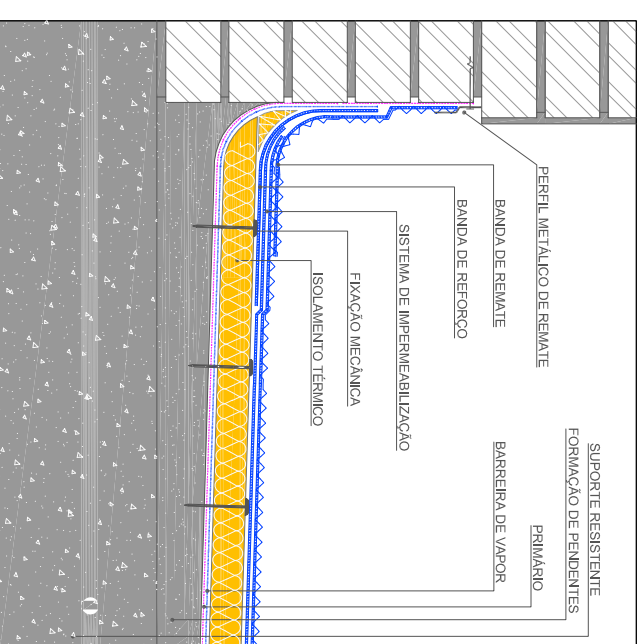 PERFIL METÁLICO DE REMATE
BANDA DE REMATE
BANDA DE REFORÇO
SISTEMA DE IMPERMEABILIZAÇÃO
FIXAÇÃO MECÂNICA
ISOLAMENTO TÉRMICO
SUPORTE RESISTENTE
FORMAÇÃO DE PENDENTES
PRIMÁRIO
BARREIRA DE VAPOR